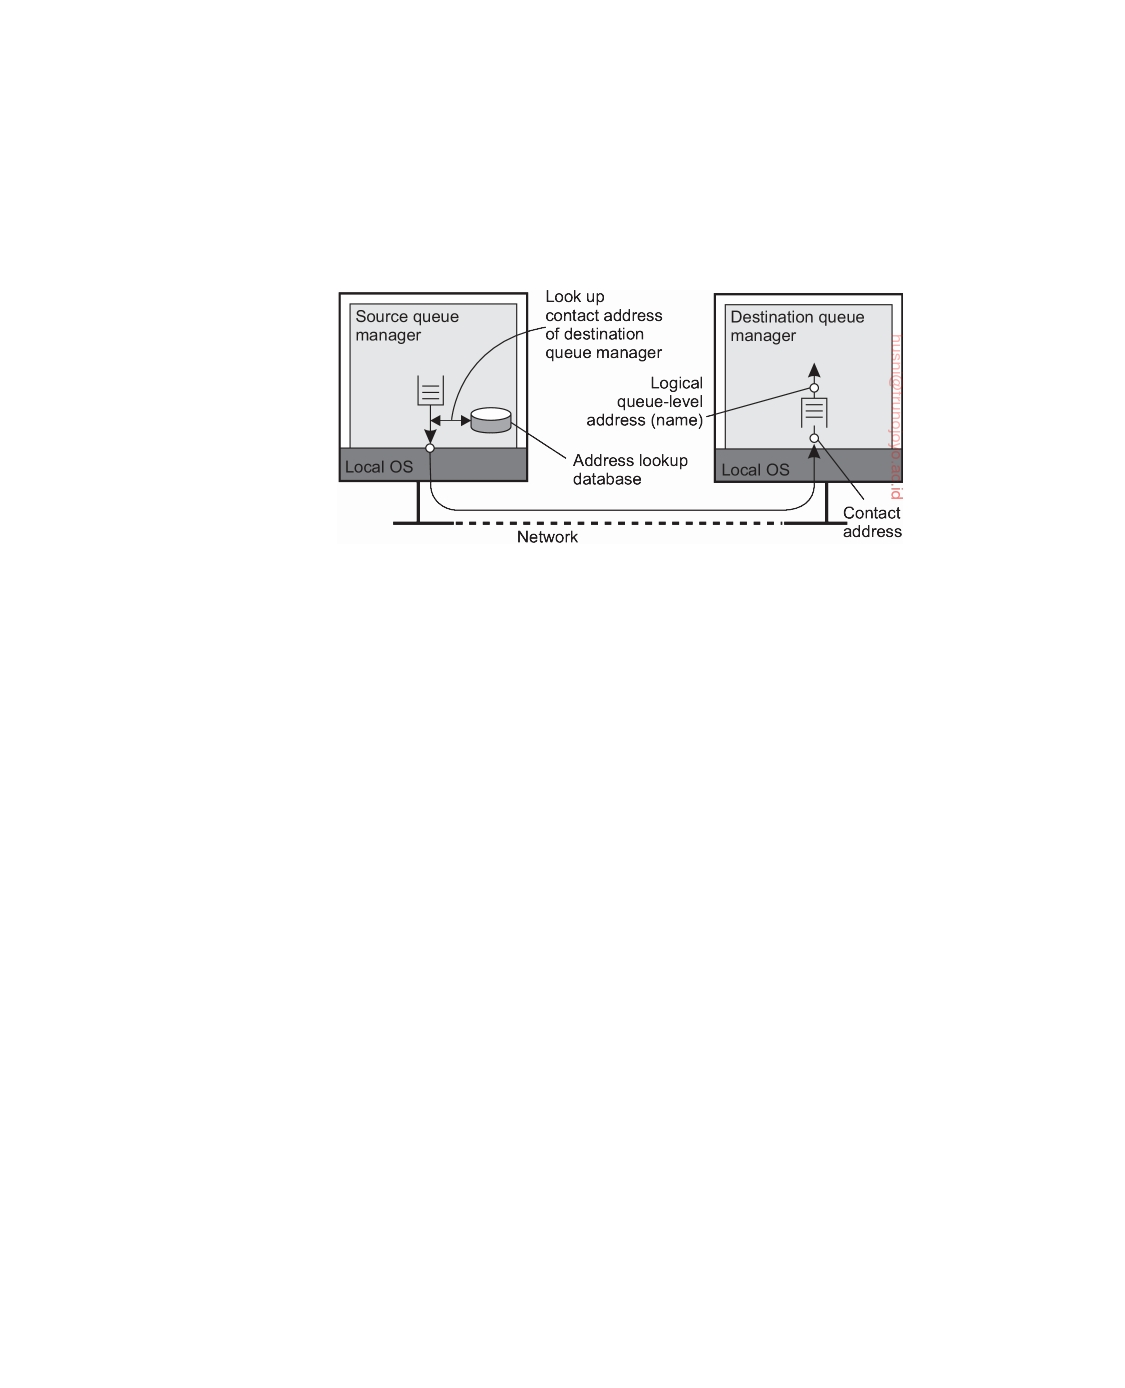 Source queue
manager
Look up
contact address
of destination
queue manager
Destination queue
manager
Logical
queue-level
address (name)
Local OS
Address lookup
database
Local OS
Contact
address
Network